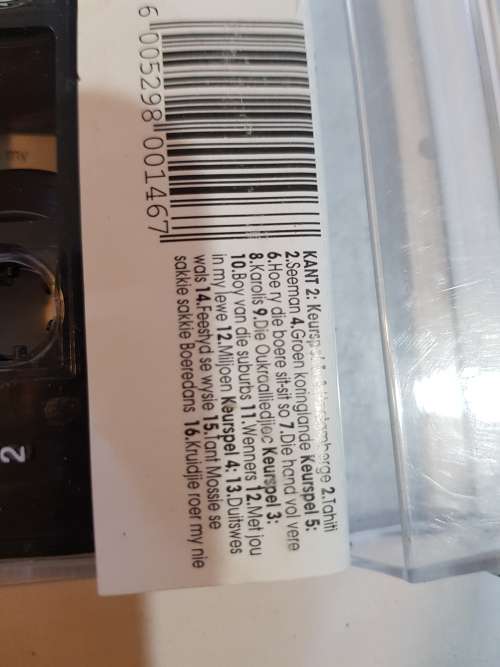 6 005298 001467
KANT 2: 2.Tahiti
2.Seeman 4.Groen koringlande Keurspel 5:
6.Hoe ry die boere sit-sit so 7.Die hand vol vere
8.Karolis 9.Die Oukraalliedjie Keurspel 3:
10.Boy van die suburbs 11.Wenners 12.Met jou
in my lewe 12.Miljoen Keurspel 4: 13.Duitswes
wals 14.Feestyd se wysie 15.Tant Mossie se
sakkie sakkie Boeredans 16.Kruidjie roer my nie
2